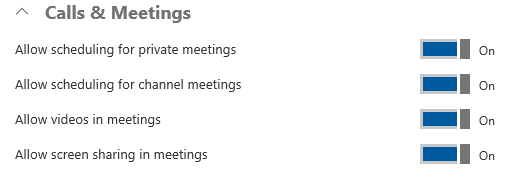 Calls & Meetings
Allow scheduling for private meetings On
Allow scheduling for channel meetings On
Allow videos in meetings On
Allow screen sharing in meetings On